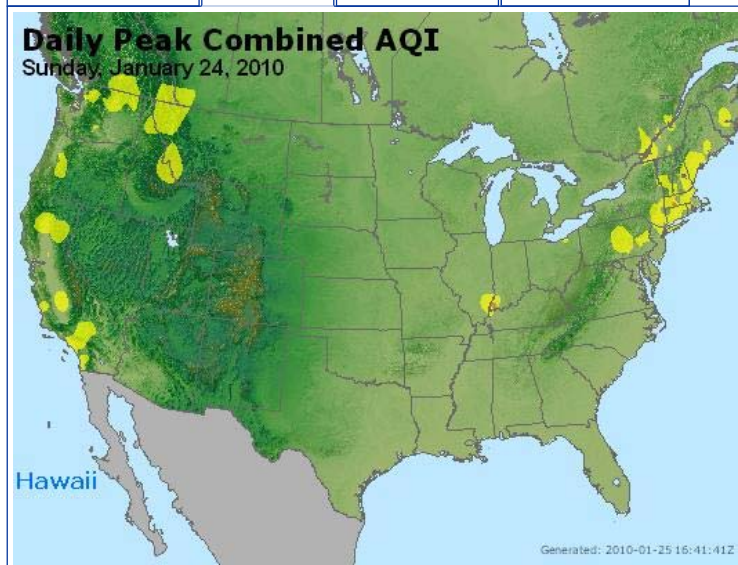 Daily Peak Combined AQI
Sunday, January 24, 2010
Hawaii
Generated: 2010-01-25 16:41:41Z